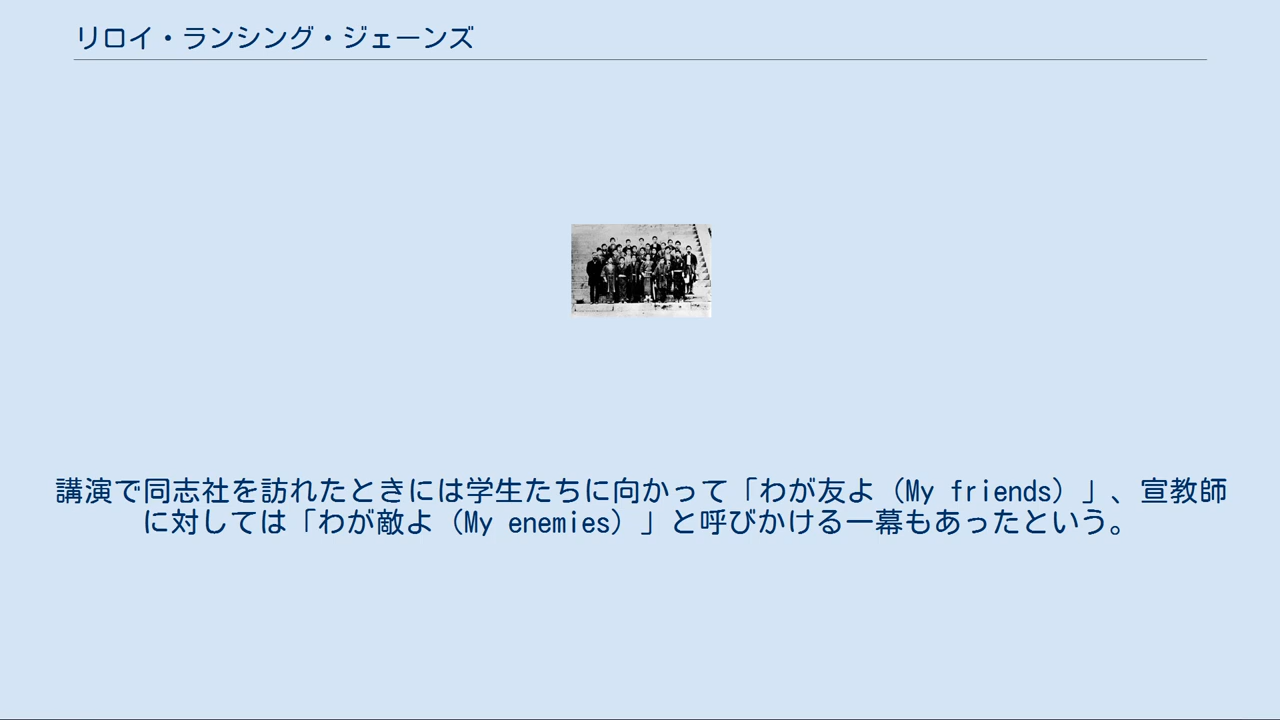 リロイ・ランシング・ジェーンズ
講演で同志社を訪れたときには学生たちに向かって「わが友よ（My friends）」、宣教師
に対しては「わが敵よ（My enemies）」と呼びかける一幕もあったという。